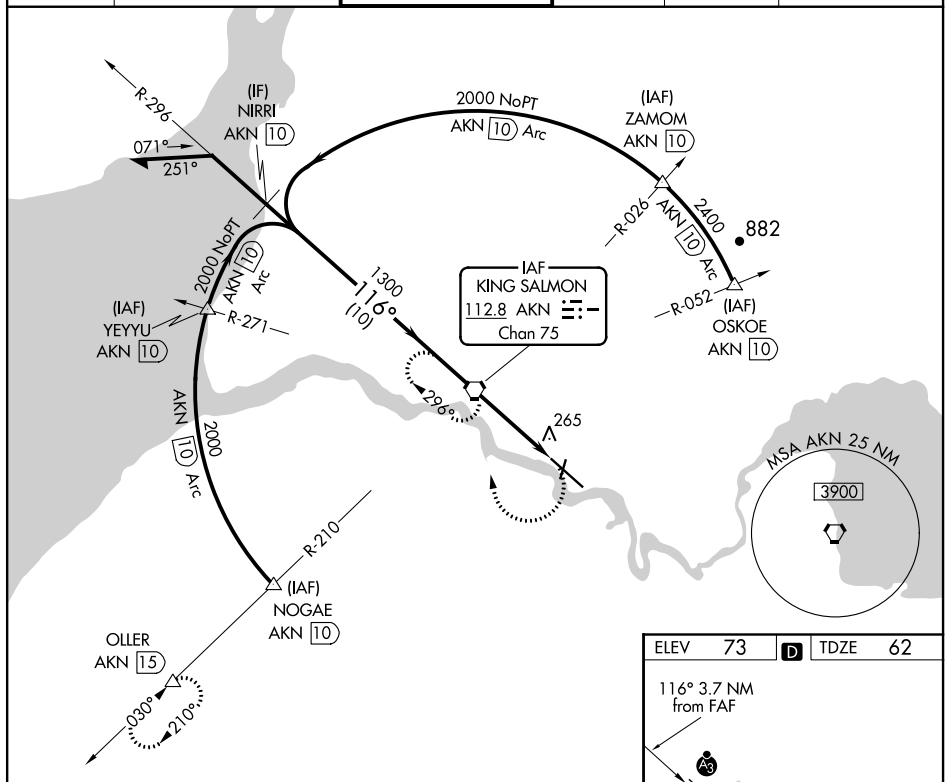 R-296
(IF)
NIRRI
AKN 10
071°
251°
2000 NoPT
AKN 10 Arc
(IAF)
ZAMOM
AKN 10
R-026
2400
AKN 10 Arc
882
R-052
(IAF)
OSKOE
AKN 10
2000 NoPT
AKN 10
Arc
(IAF)
YEYYU
AKN 10
R-271
1300
116°
(10)
IAF
KING SALMON
112.8 AKN
Chan 75
296°
265
AKN 10 Arc
2000
MSA AKN 25 NM
3900
R-210
(IAF)
NOGAE
AKN 10
OLLER
AKN 15
030°
210°
ELEV 73 D TDZE 62
116° 3.7 NM
from FAF
A3